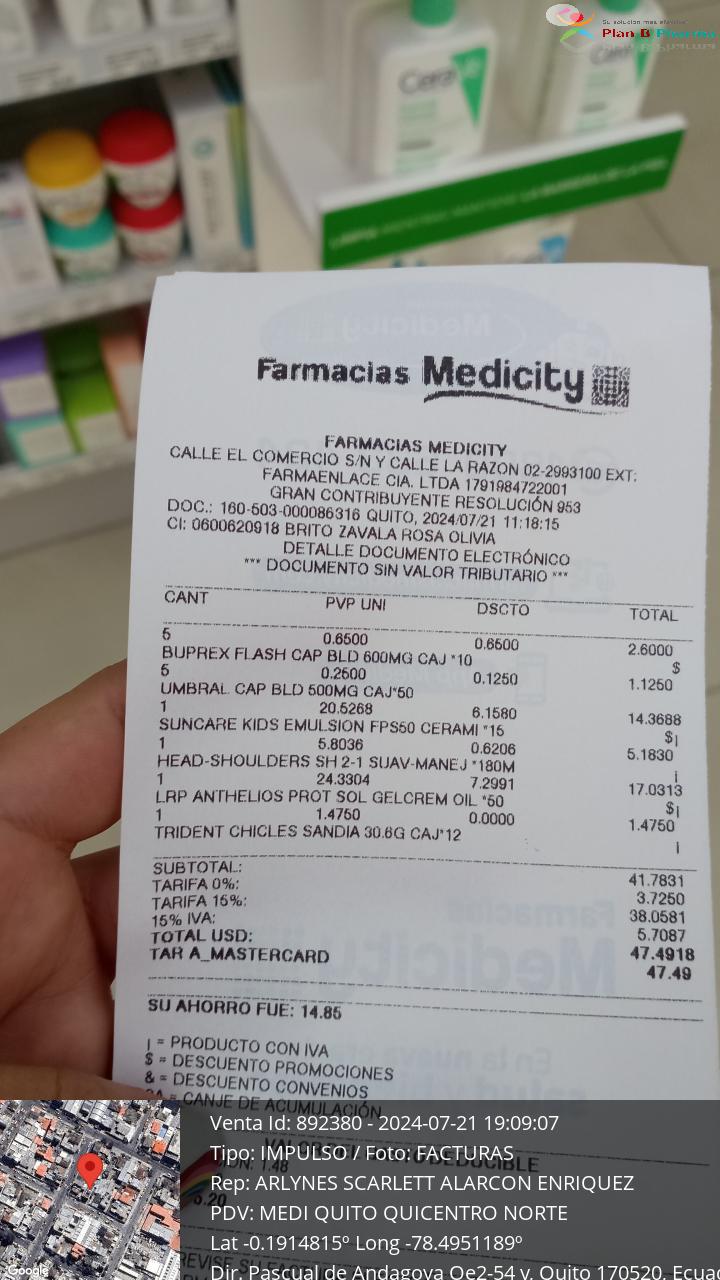 Plan B Pharma
Cera
Farmacias Medicity
FARMACIAS MEDICITY
CALLE EL COMERCIO S/N Y CALLE LA RAZON 02-2993100 EXT:
FARMAENLACE CIA. LTDA 1791984722001
GRAN CONTRIBUYENTE RESOLUCIÓN 953
DOC.: 160-503-000086316 QUITO, 2024/07/21 11:18:15
CI: 0600620918 BRITO ZAVALA ROSA OLIVIA
DETALLE DOCUMENTO ELECTRÓNICO
*** DOCUMENTO SIN VALOR TRIBUTARIO ***
CANT PVP UNI DSCTO TOTAL
5 0.6500 0.6500 2.6000
BUPREX FLASH CAP BLD 600MG CAJ *10 $
5 0.2500 0.1250 1.1250
UMBRAL CAP BLD 500MG CAJ*50
1 20.5268 6.1580 14.3688
SUNCARE KIDS EMULSION FPS50 CERAMI *15 $¡
1 5.8036 0.6206 5.1830
HEAD-SHOULDERS SH 2-1 SUAV-MANEJ *180M ¡
1 24.3304 7.2991 17.0313
LRP ANTHELIOS PROT SOL GELCREM OIL *50 $¡
1 1.4750 0.0000 1.4750
TRIDENT CHICLES SANDIA 30.6G CAJ*12 ¡
SUBTOTAL: 41.7831
TARIFA 0%: 3.7250
TARIFA 15%: 38.0581
15% IVA: 5.7087
TOTAL USD: 47.4918
TAR A_MASTERCARD 47.49
SU AHORRO FUE: 14.85
¡ = PRODUCTO CON IVA
$ = DESCUENTO PROMOCIONES
& = DESCUENTO CONVENIOS
= CANJE DE ACUMULACIÓN
DEDUCIBLE
1.48
Venta Id: 892380 - 2024-07-21 19:09:07
Tipo: IMPULSO / Foto: FACTURAS
Rep: ARLYNES SCARLETT ALARCON ENRIQUEZ
PDV: MEDI QUITO QUICENTRO NORTE
Lat -0.1914815º Long -78.4951189º
Dir: Pascual de Andagoya Oe2-54 y, Quito 170520, Ecuad
Google